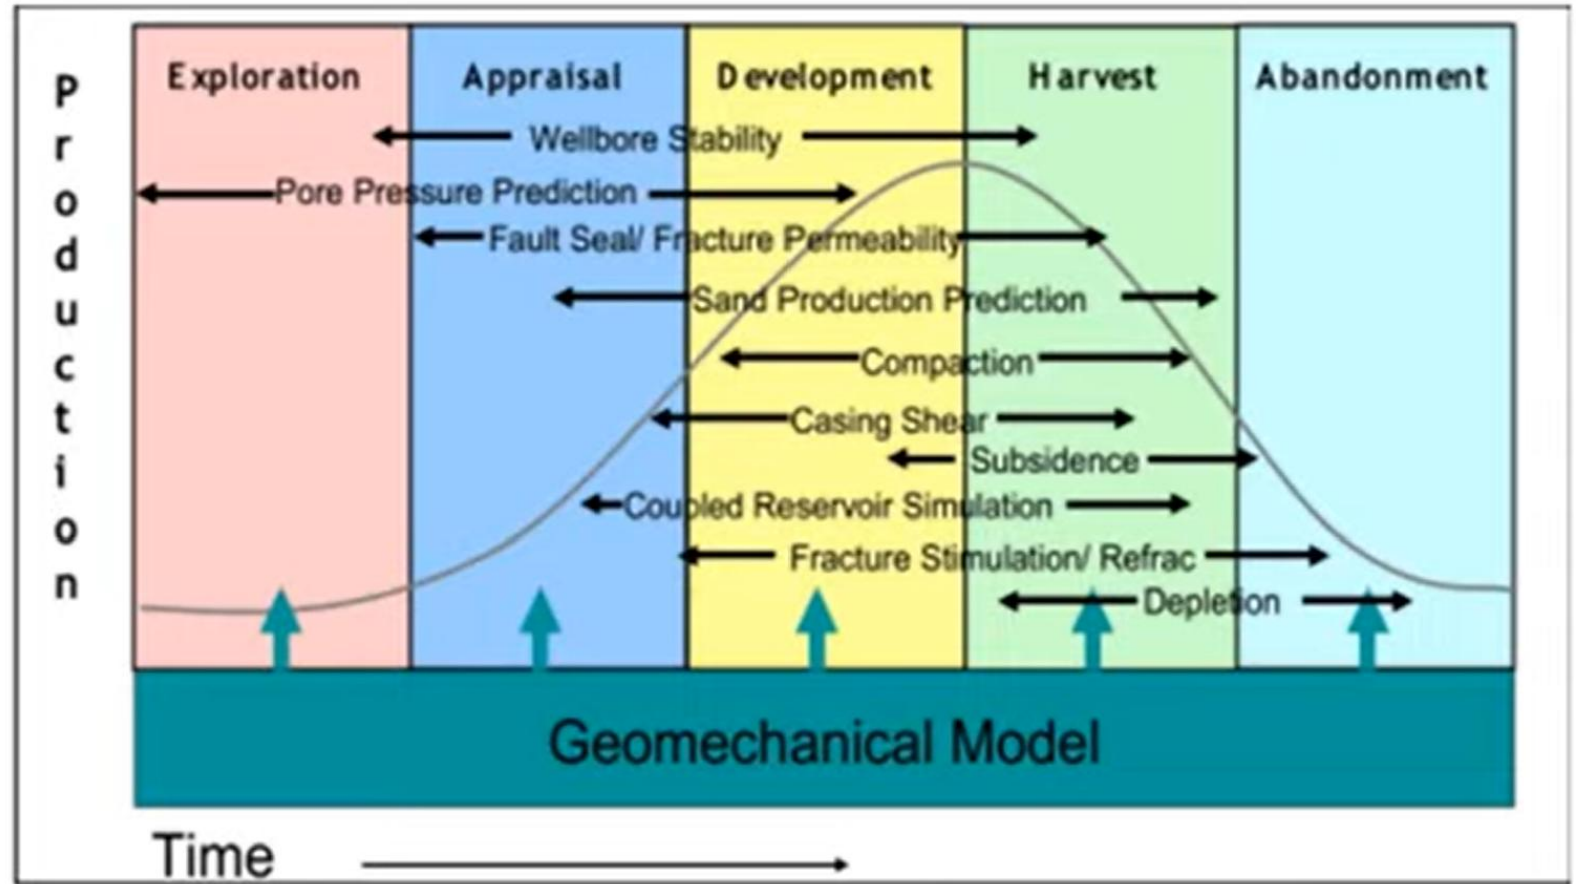 Production
Exploration Appraisal Development Harvest Abandonment
Wellbore Stability
Pore Pressure Prediction
Fault Seal/ Fracture Permeability
Sand Production Prediction
Compaction
Casing Shear
Subsidence
Coupled Reservoir Simulation
Fracture Stimulation/ Refrac
Depletion
Geomechanical Model
Time